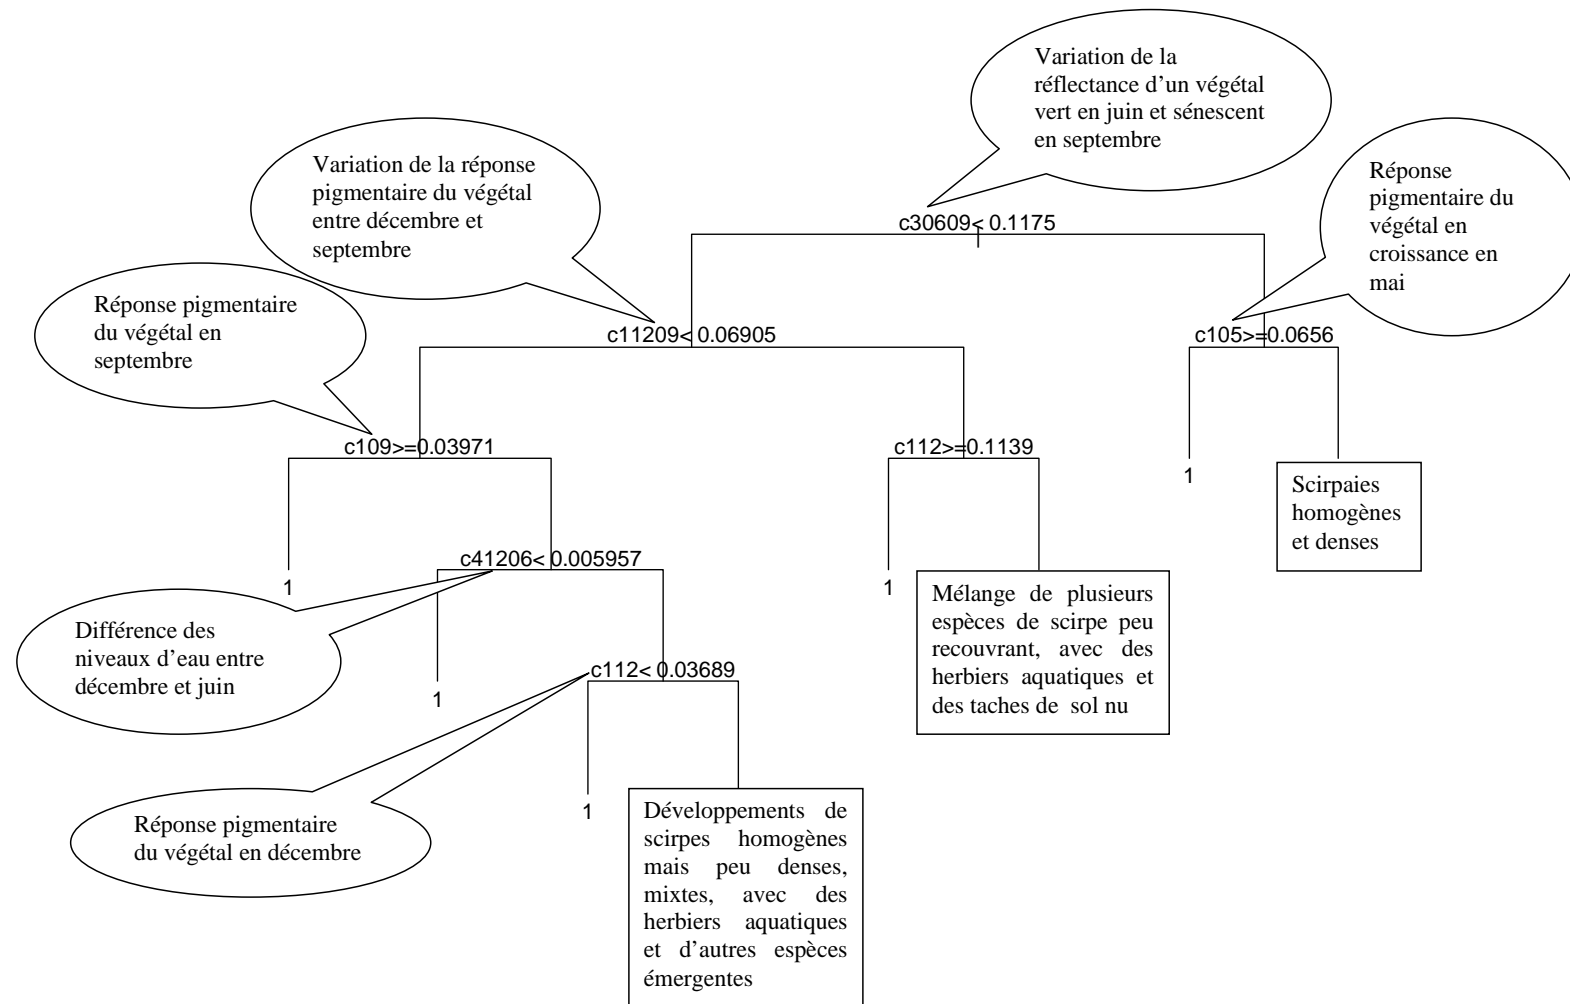 Variation de la
réflectance d'un végétal
vert en juin et sénescent
en septembre
Variation de la réponse
pigmentaire du végétal
entre décembre et
septembre
Réponse
pigmentaire du
végétal en
croissance en
mai
c30609< 0.1175
Réponse pigmentaire
du végétal en
septembre
c11209< 0.06905
c105>=0.0656
c109>=0.03971
c112>=0.1139
1
Scirpaies
homogènes
et denses
c41206< 0.005957
1
1
Mélange de plusieurs
espèces de scirpe peu
recouvrant, avec des
herbiers aquatiques et
des taches de sol nu
Différence des
niveaux d'eau entre
décembre et juin
c112< 0.03689
1
1
Réponse pigmentaire
du végétal en décembre
Développements de
scirpes homogènes
mais peu denses,
mixtes, avec des
herbiers aquatiques
et d'autres espèces
émergentes